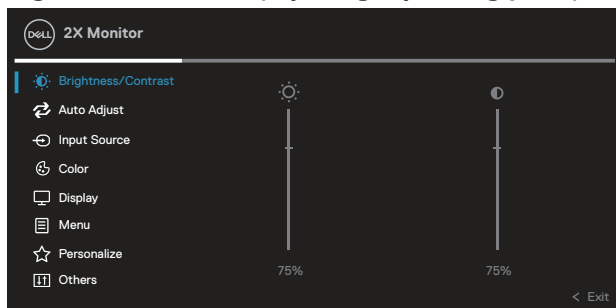 DELL 2X Monitor
Brightness/Contrast
Auto Adjust
Input Source
Color
Display
Menu
Personalize
Others
75% 75%
< Exit